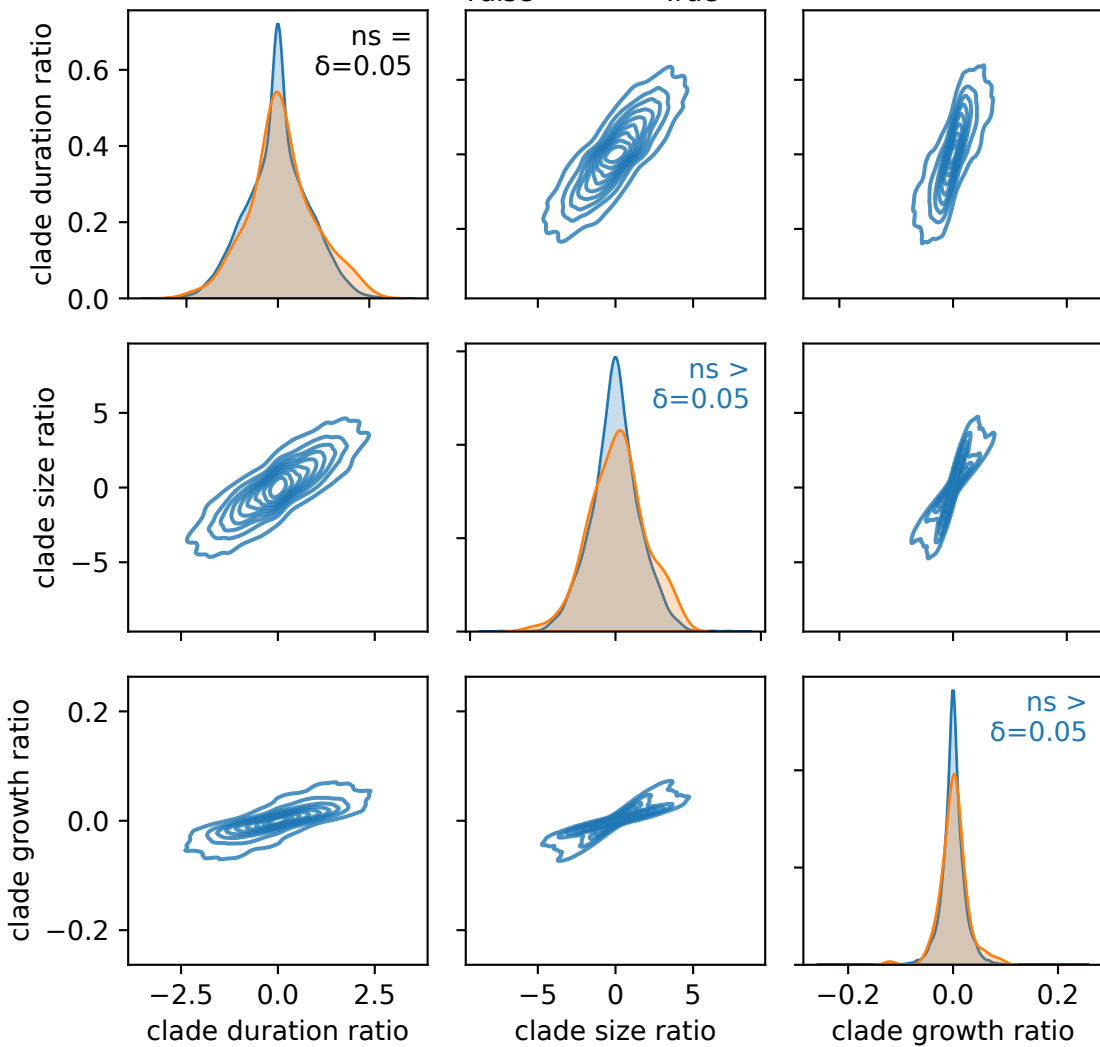 ns =
δ=0.05
clade duration ratio
0.6
0.4
0.2
0.0
ns >
δ=0.05
clade size ratio
5
0
−5
ns >
δ=0.05
clade growth ratio
0.2
0.0
−0.2
−2.5 0.0 2.5
−5 0 5
−0.2 0.0 0.2
clade duration ratio
clade size ratio
clade growth ratio